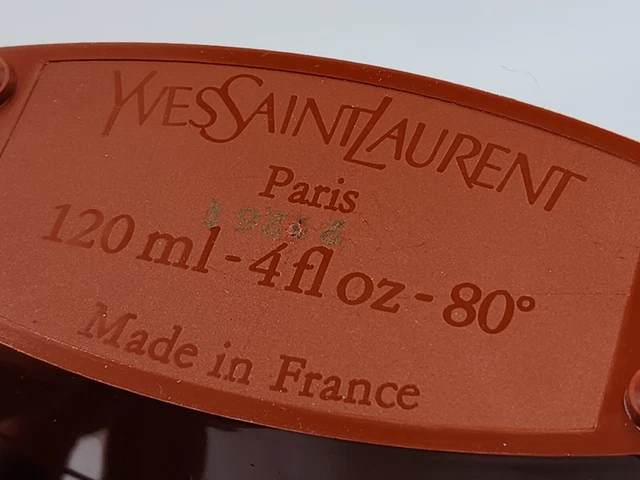 YVESSAINTLAURENT
Paris
120 ml - 4 fl oz - 80°
Made in France